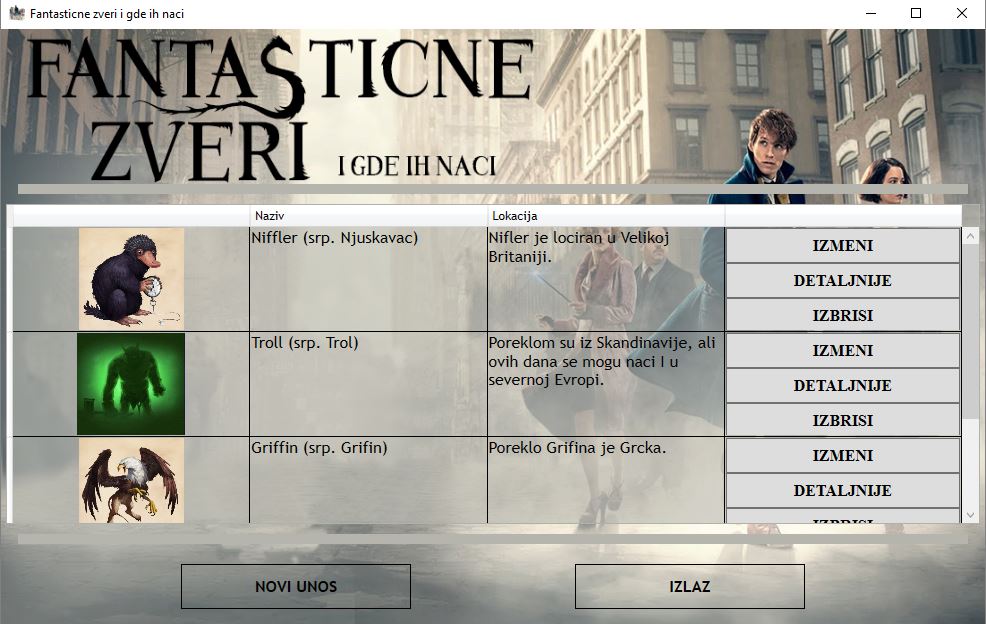 Fantasticne zveri i gde ih naci
FANTASTICNE
ZVERI I GDE IH NACI
Naziv Lokacija
Niffler (srp. Njuskavac)
Nifler je lociran u Velikoj
Britaniji.
IZMENI
DETALJNIJE
IZBRISI
Troll (srp. Trol)
Poreklom su iz Skandinavije, ali
ovih dana se mogu naci I u
severnoj Evropi.
IZMENI
DETALJNIJE
IZBRISI
Griffin (srp. Grifin)
Poreklo Grifina je Grcka.
IZMENI
DETALJNIJE
IZBRISI
NOVI UNOS
IZLAZ